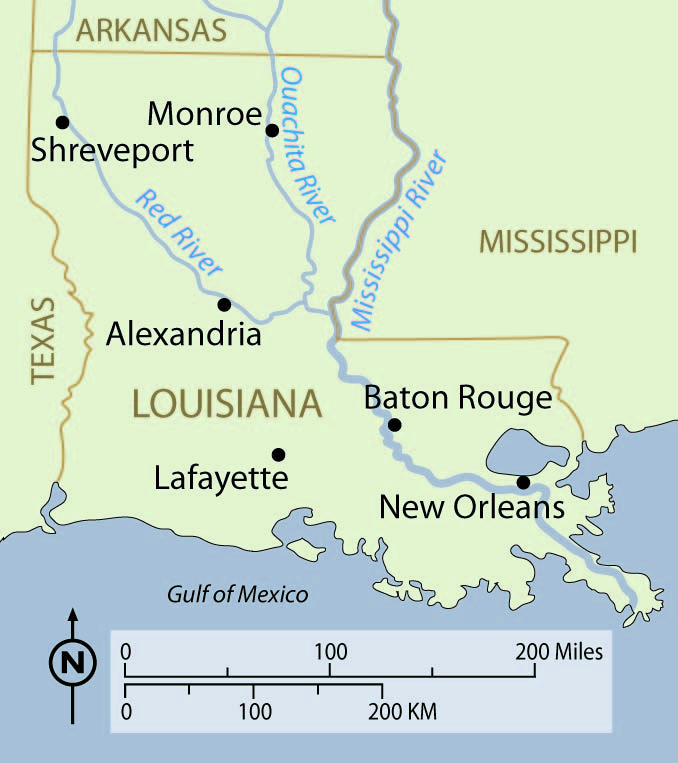 ARKANSAS
Ouachita River
Monroe
Shreveport
Mississippi River
Red River
MISSISSIPPI
TEXAS
Alexandria
LOUISIANA
Baton Rouge
Lafayette
New Orleans
Gulf of Mexico
N
0 100 200 Miles
0 100 200 KM